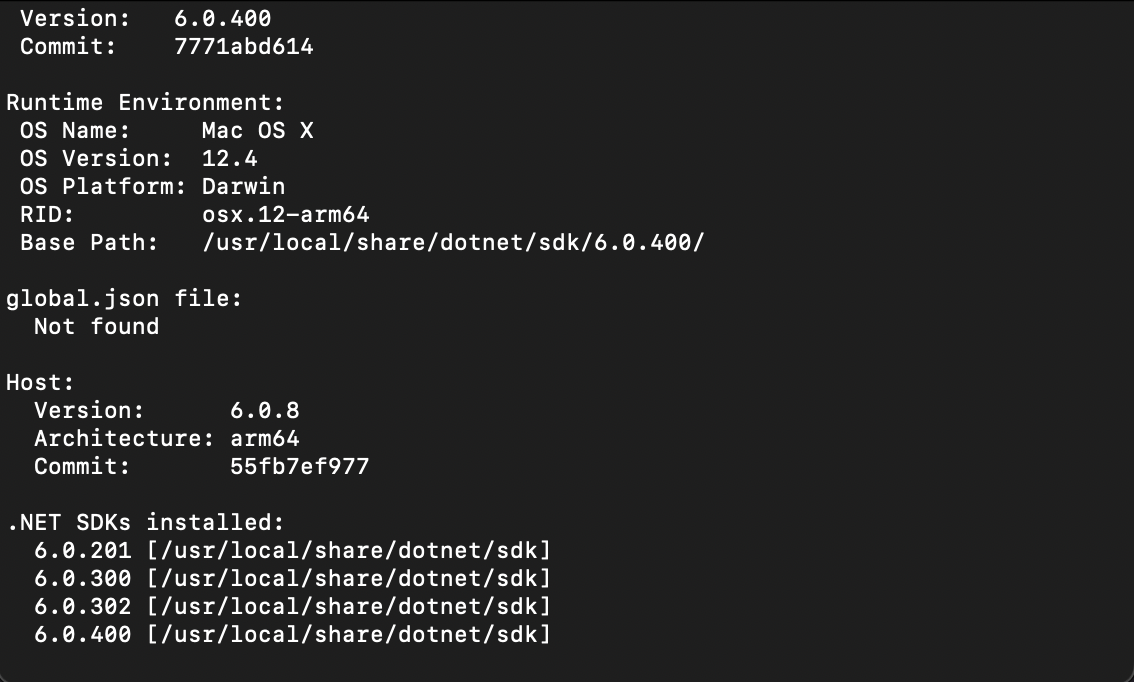 Version: 6.0.400
Commit: 7771abd614
Runtime Environment:
OS Name: Mac OS X
OS Version: 12.4
OS Platform: Darwin
RID: osx.12-arm64
Base Path: /usr/local/share/dotnet/sdk/6.0.400/
global.json file:
Not found
Host:
Version: 6.0.8
Architecture: arm64
Commit: 55fb7ef977
.NET SDKs installed:
6.0.201 [/usr/local/share/dotnet/sdk]
6.0.300 [/usr/local/share/dotnet/sdk]
6.0.302 [/usr/local/share/dotnet/sdk]
6.0.400 [/usr/local/share/dotnet/sdk]